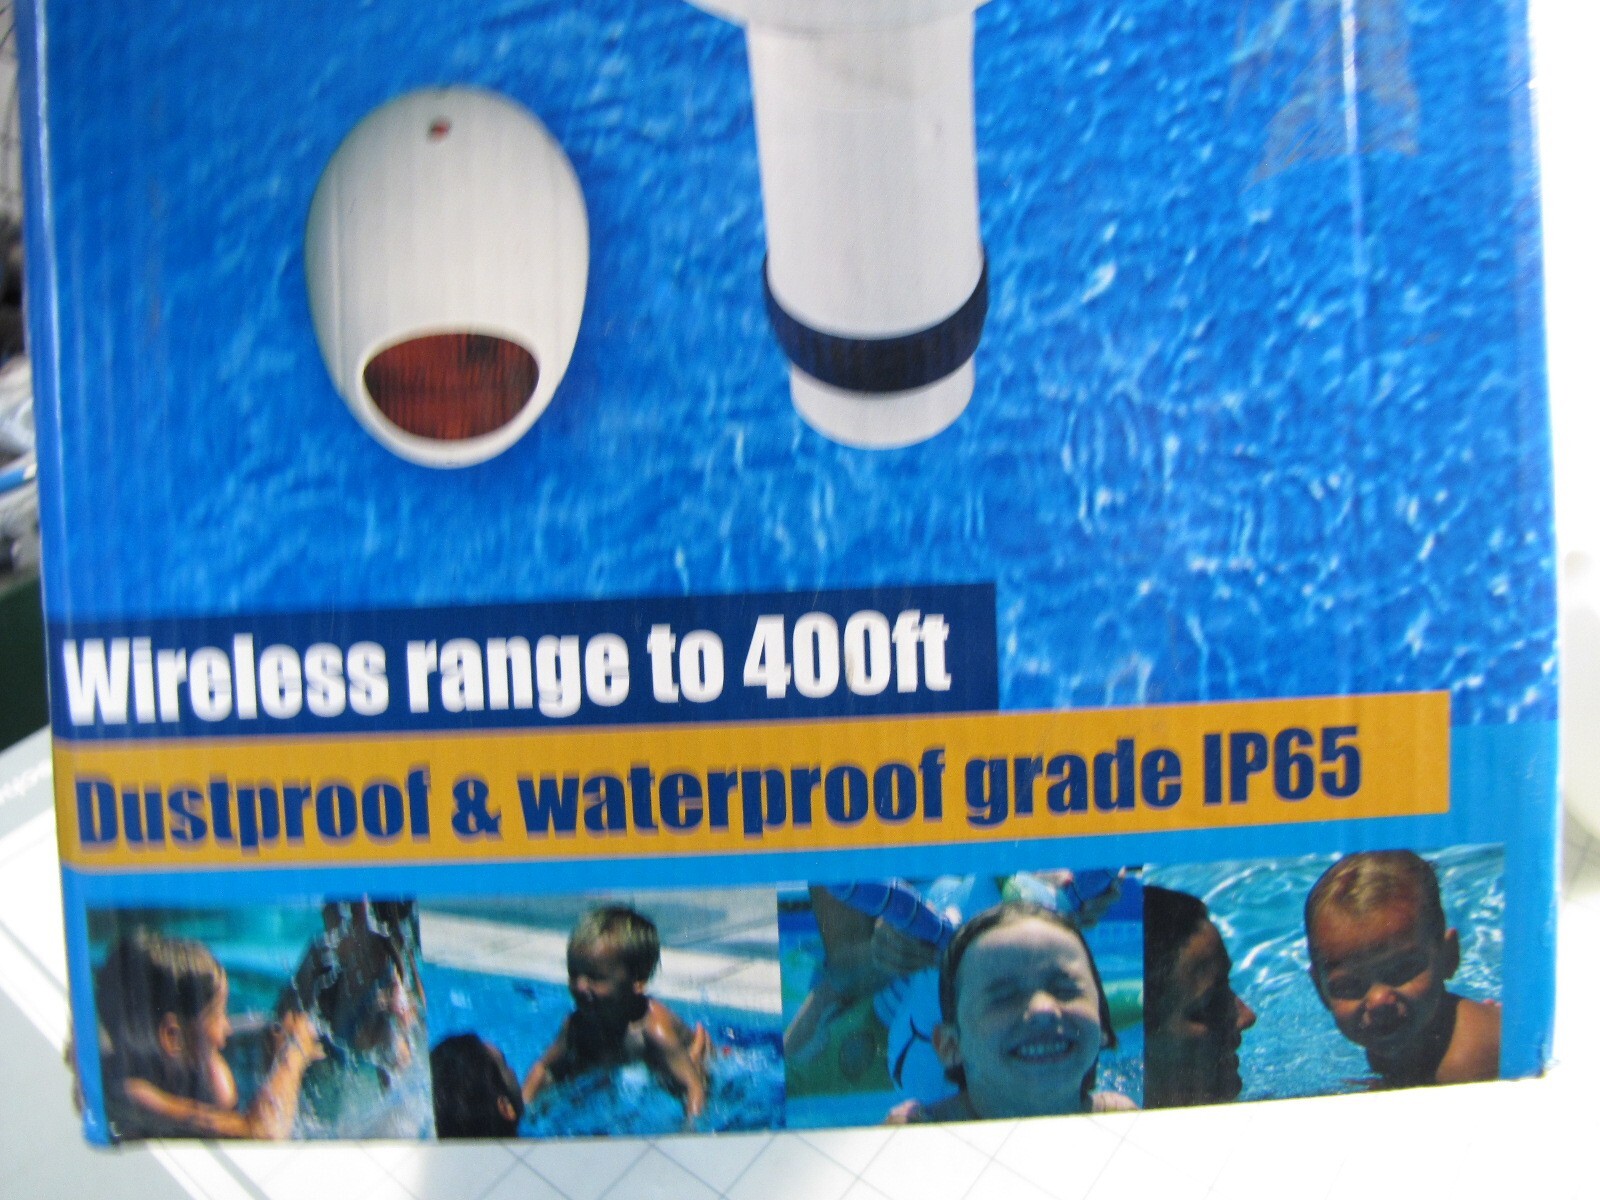 Wireless range to 400ft
Dustproof & waterproof grade IP65